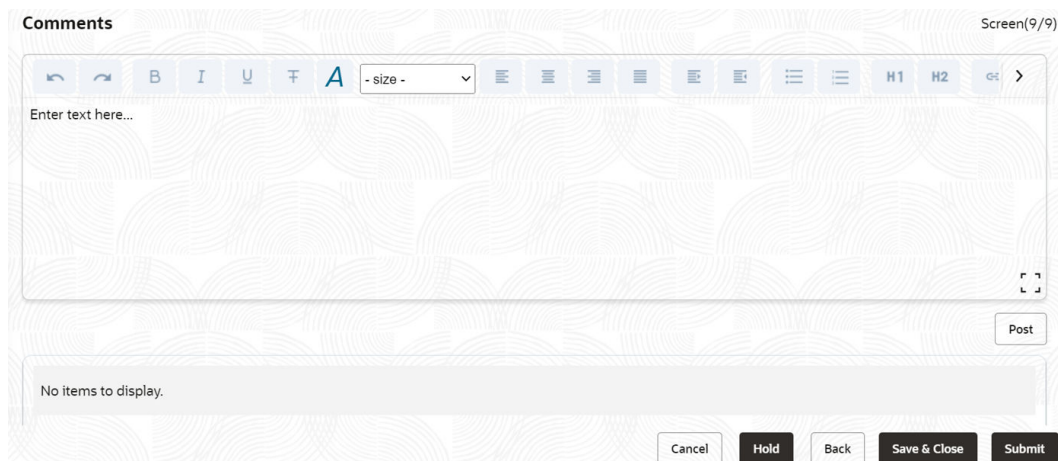 Comments Screen(9/9)
B I U T A - size - H1 H2
Enter text here...
Post
No items to display.
Cancel Hold Back Save & Close Submit